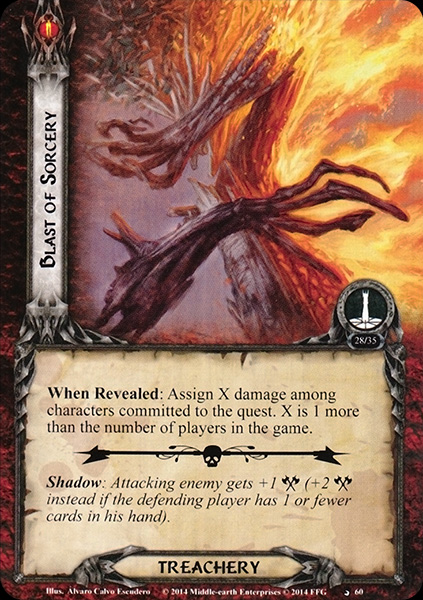 BLAST OF SORCERY
28/35
When Revealed: Assign X damage among
characters committed to the quest. X is 1 more
than the number of players in the game.
Shadow: Attacking enemy gets +1 (+2
instead if the defending player has 1 or fewer
cards in his hand).
TREACHERY
Illus. Álvaro Calvo Escudero © 2014 Middle-earth Enterprises © 2014 FFG 60